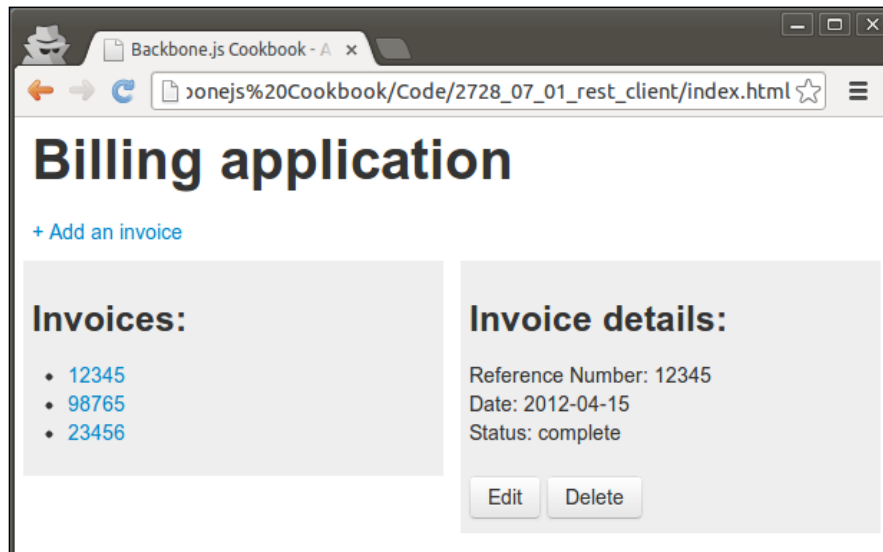 Backbone.js Cookbook - A
ponejs%20Cookbook/Code/2728_07_01_rest_client/index.html
Billing application
+ Add an invoice
Invoices:
12345
98765
23456
Invoice details:
Reference Number: 12345
Date: 2012-04-15
Status: complete
Edit Delete